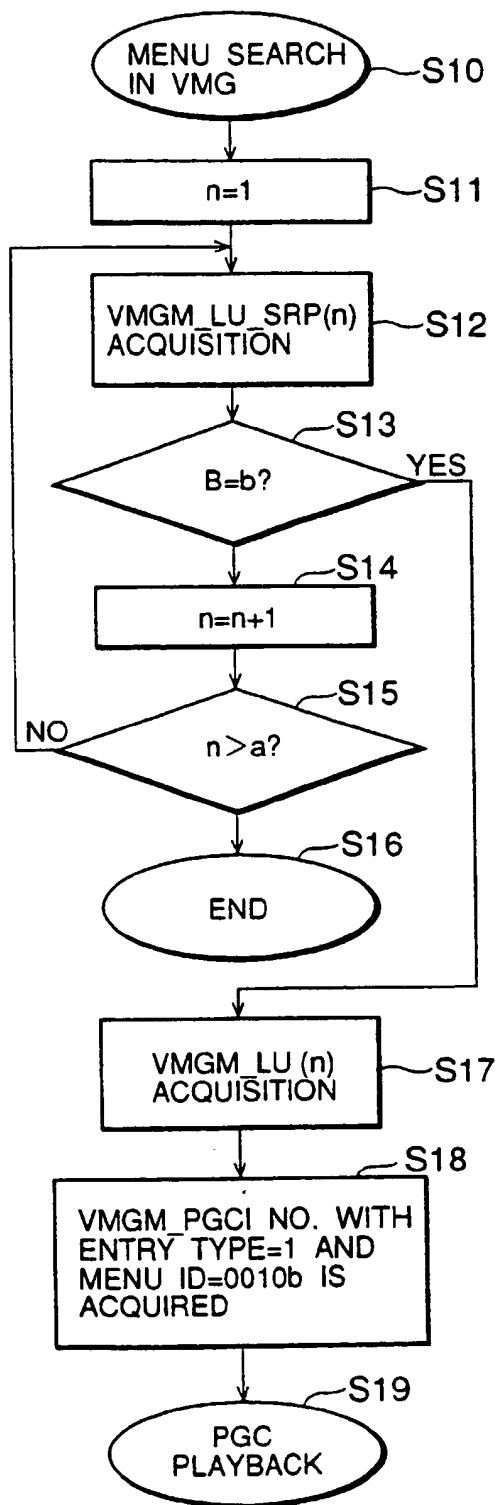 MENU SEARCH
IN VMG
S10
n=1
S11
VMGM_LU_SRP(n)
ACQUISITION
S12
S13
B=b?
YES
S14
n=n+1
S15
NO
n>a?
S16
END
VMGM_LU (n)
ACQUISITION
S17
S18
VMGM_PGCI NO. WITH
ENTRY TYPE=1 AND
MENU ID=0010b IS
ACQUIRED
S19
PGC
PLAYBACK